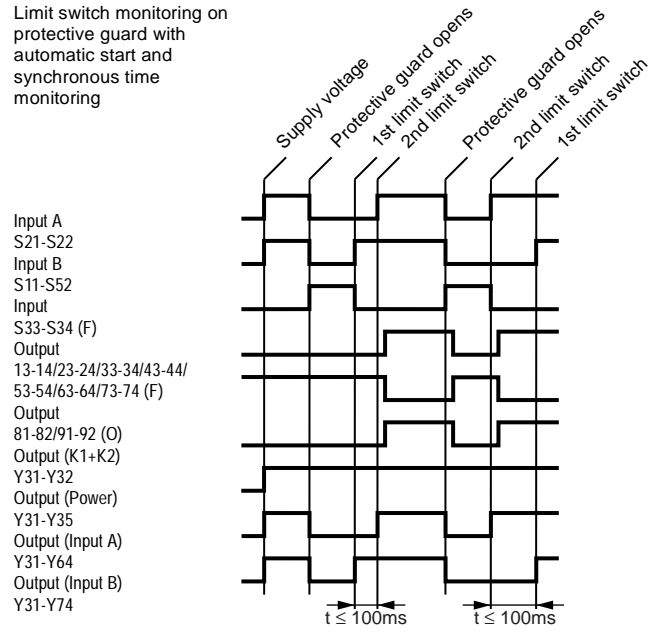 Limit switch monitoring on
protective guard with
automatic start and
synchronous time
monitoring
Supply voltage
Protective guard opens
1st limit switch
2nd limit switch
Protective guard opens
2nd limit switch
1st limit switch
Input A
S21-S22
Input B
S11-S52
Input
S33-S34 (F)
Output
13-14/23-24/33-34/43-44/
53-54/63-64/73-74 (F)
Output
81-82/91-92 (O)
Output (K1+K2)
Y31-Y32
Output (Power)
Y31-Y35
Output (Input A)
Y31-Y64
Output (Input B)
Y31-Y74
t ≤ 100ms
t ≤ 100ms